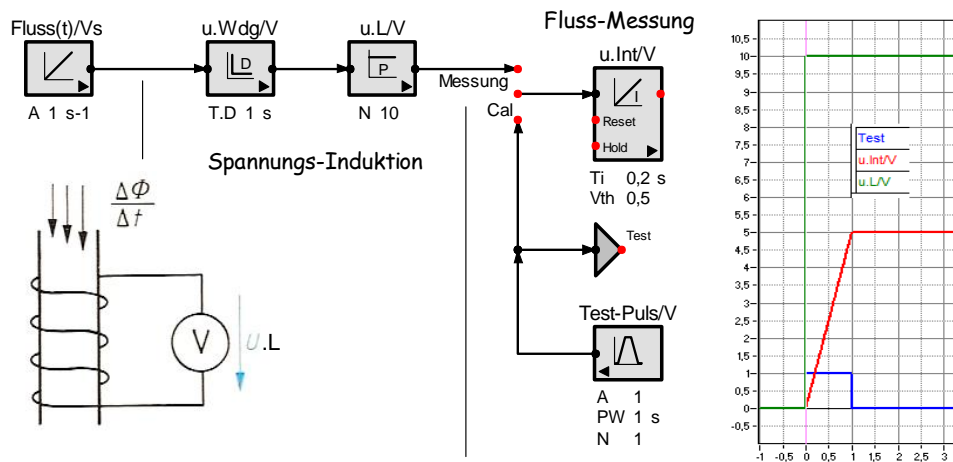 Fluss(t)/Vs
A 1 s-1
u.Wdg/V
D
T.D 1 s
u.L/V
P
N 10
Messung
Cal
Fluss-Messung
u.Int/V
I
Reset
Hold
Ti 0,2 s
Vth 0,5
Test
Test-Puls/V
A 1
PW 1 s
N 1
Spannungs-Induktion
ΔΦ
Δt
V
U.L
10,5
10
9,5
9
8,5
8
7,5
7
6,5
6
5,5
5
4,5
4
3,5
3
2,5
2
1,5
1
0,5
0
-0,5
Test
u.Int/V
u.L/V
-1 -0,5 0 0,5 1 1,5 2 2,5 3